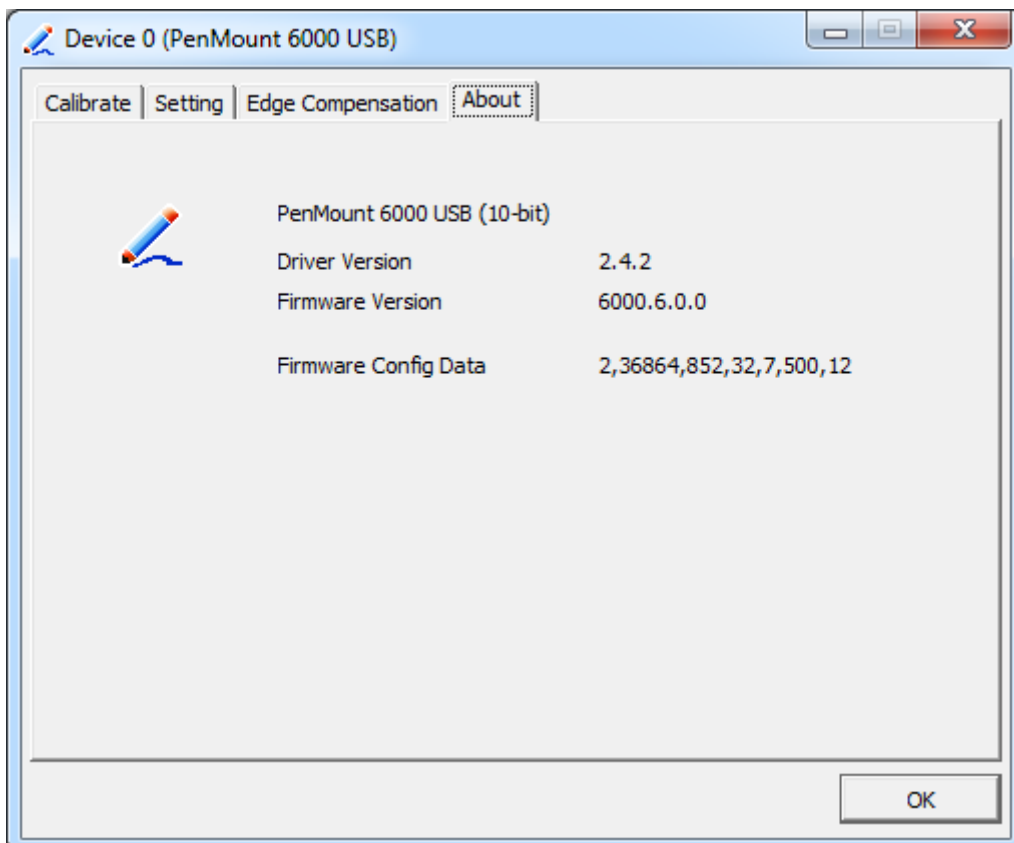 Device 0 (PenMount 6000 USB)
Calibrate Setting Edge Compensation About
PenMount 6000 USB (10-bit)
Driver Version 2.4.2
Firmware Version 6000.6.0.0
Firmware Config Data 2,36864,852,32,7,500,12
OK